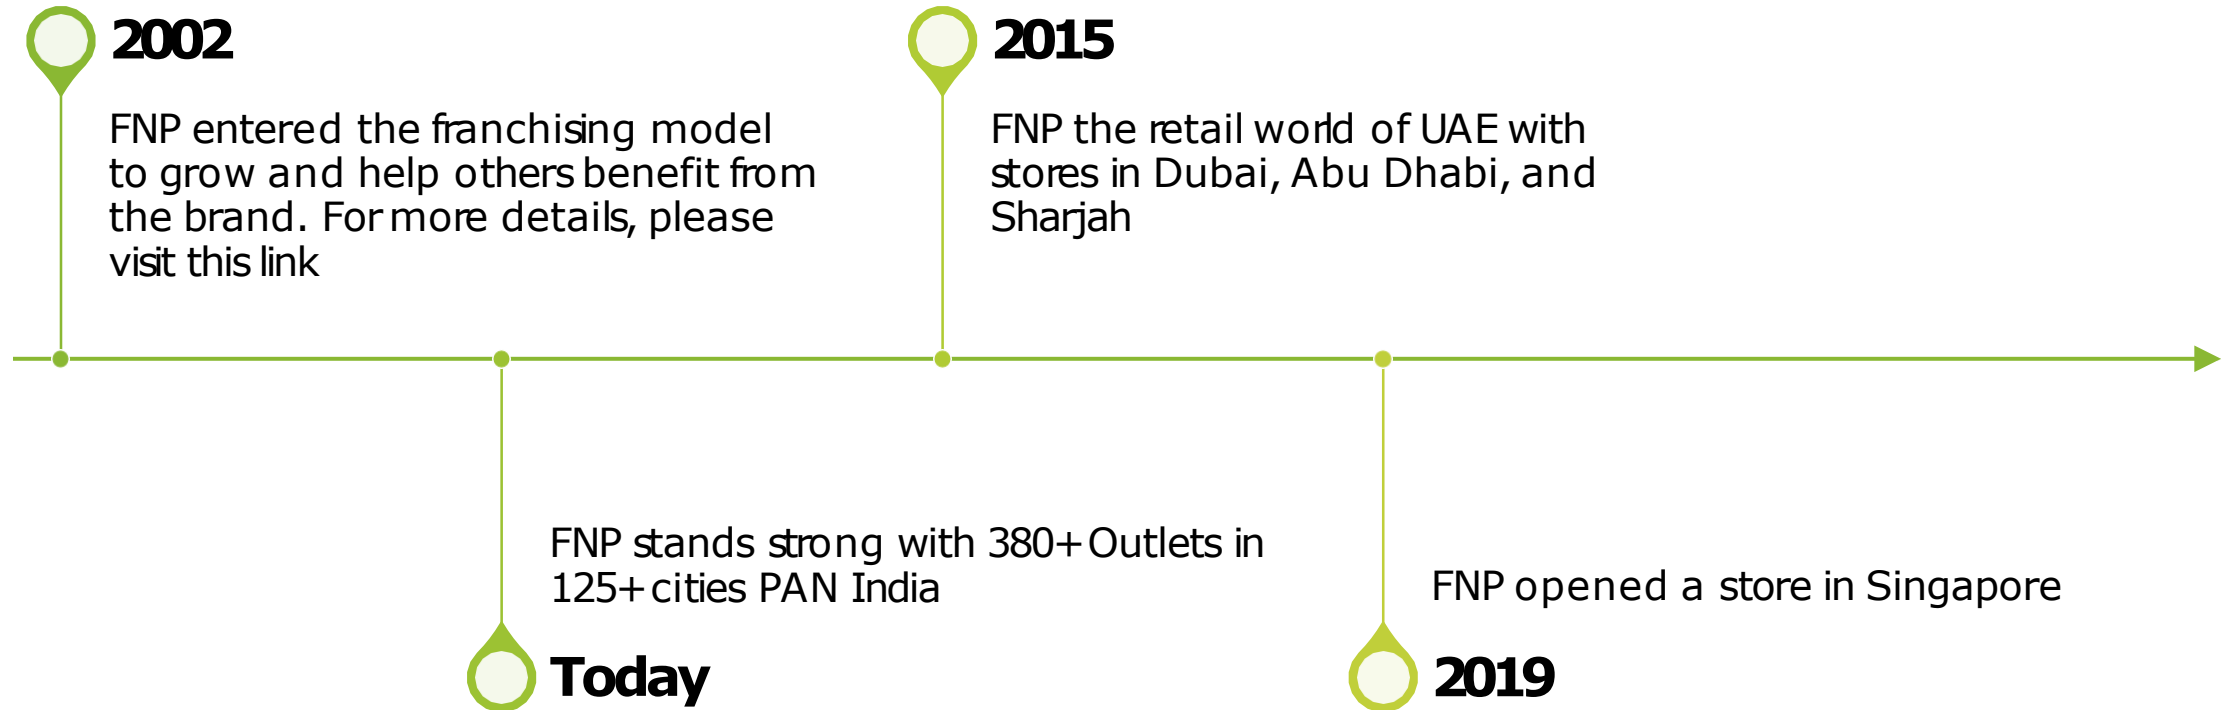 2002
FNP entered the franchising model
to grow and help others benefit from
the brand. For more details, please
visit this link
FNP stands strong with 380+ Outlets in
125+ cities PAN India
Today
2015
FNP the retail world of UAE with
stores in Dubai, Abu Dhabi, and
Sharjah
FNP opened a store in Singapore
2019